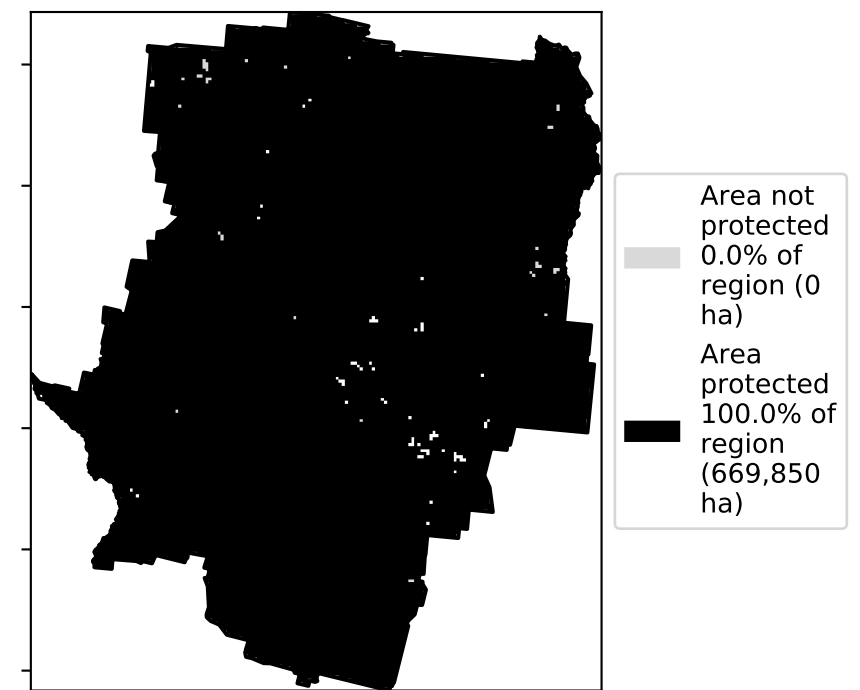 Area not
protected
0.0% of
region (0
ha)
Area
protected
100.0% of
region
(669,850
ha)